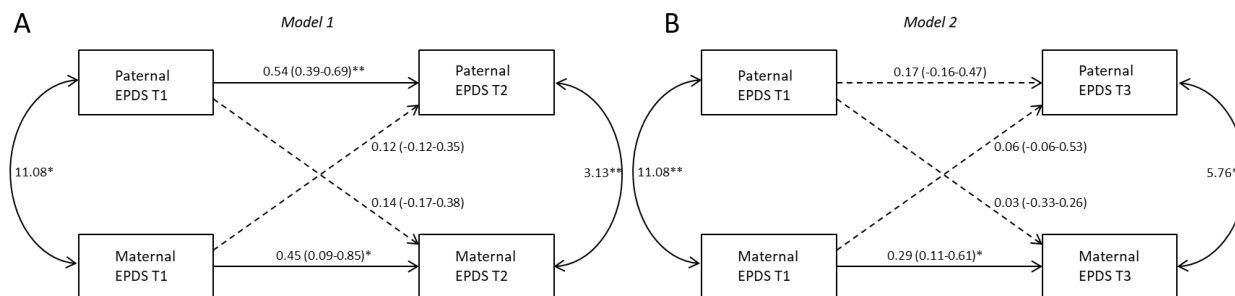 A
Model 1
Paternal
EPDS T1
0.54 (0.39-0.69)**
Paternal
EPDS T2
11.08*
0.12 (-0.12-0.35)
0.14 (-0.17-0.38)
3.13**
Maternal
EPDS T1
0.45 (0.09-0.85)*
Maternal
EPDS T2
B
Model 2
Paternal
EPDS T1
0.17 (-0.16-0.47)
Paternal
EPDS T3
11.08**
0.06 (-0.06-0.53)
0.03 (-0.33-0.26)
5.76*
Maternal
EPDS T1
0.29 (0.11-0.61)*
Maternal
EPDS T3